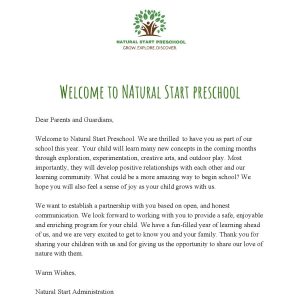 NATURAL START PRESCHOOL
GROW.EXPLORE.DISCOVER.
WELCOME TO NATURAL START PRESCHOOL
Dear Parents and Guardians,
Welcome to Natural Start Preschool  We are thrilled  to have you as part of our
school this year.  Your child will learn many new concepts in the coming months
through exploration, experimentation, creative arts, and outdoor play.  Most
importantly, they will develop positive relationships with each other and our
learning community.  What could be a more amazing way to begin school?  We
hope you will also feel a sense of joy as your child grows with us.
We want to establish a partnership with you based on open, and honest
communication.  We look forward to working with you to provide a safe, enjoyable
and enriching program for your child.  We have a fun-filled year of learning ahead
of us, and we are very excited to get to know you and your family.  Thank you for
sharing your children with us and for giving us the opportunity to share our love of
nature with them.
Warm Wishes,
Natural Start Administration